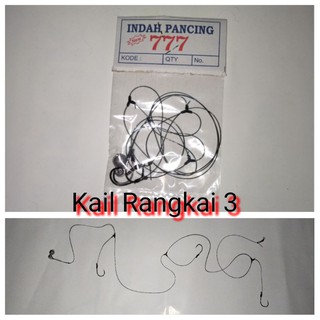 INDAH PANCING
777
KODE :
QTY
No.
Kail Rangkai 3